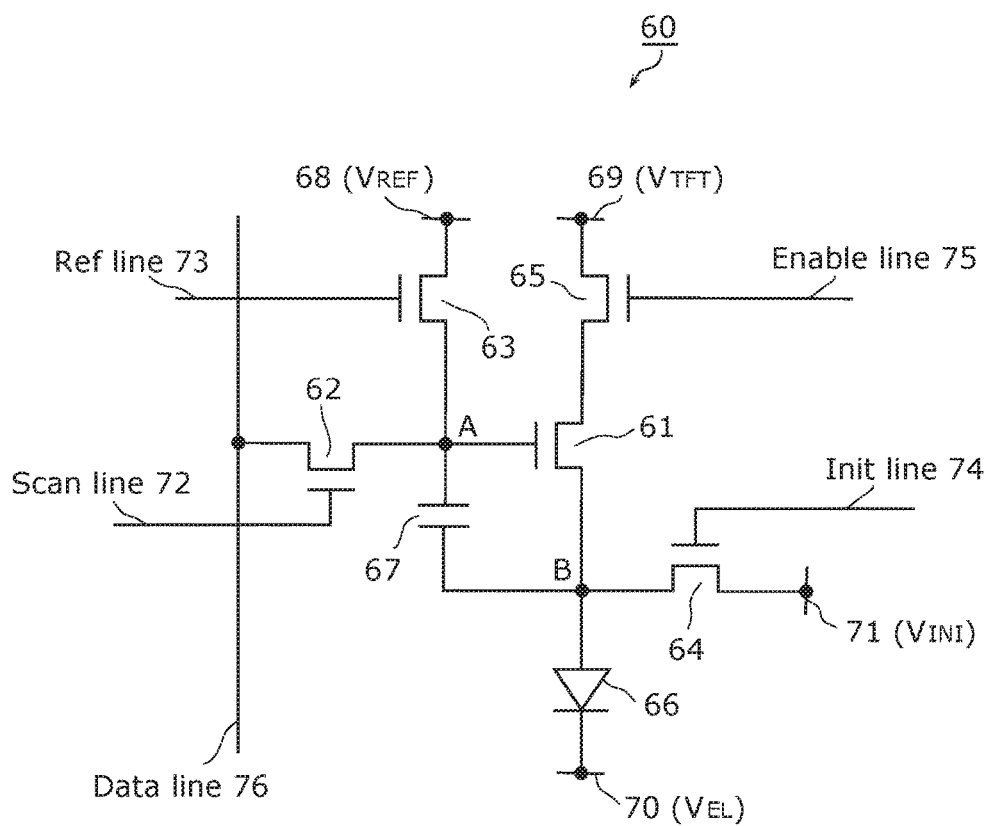 60
68 (VREF)
69 (VTFT)
Ref line 73
Enable line 75
65
63
62
A
61
Scan line 72
Init line 74
67
B
64
71 (VINI)
66
Data line 76
70 (VEL)